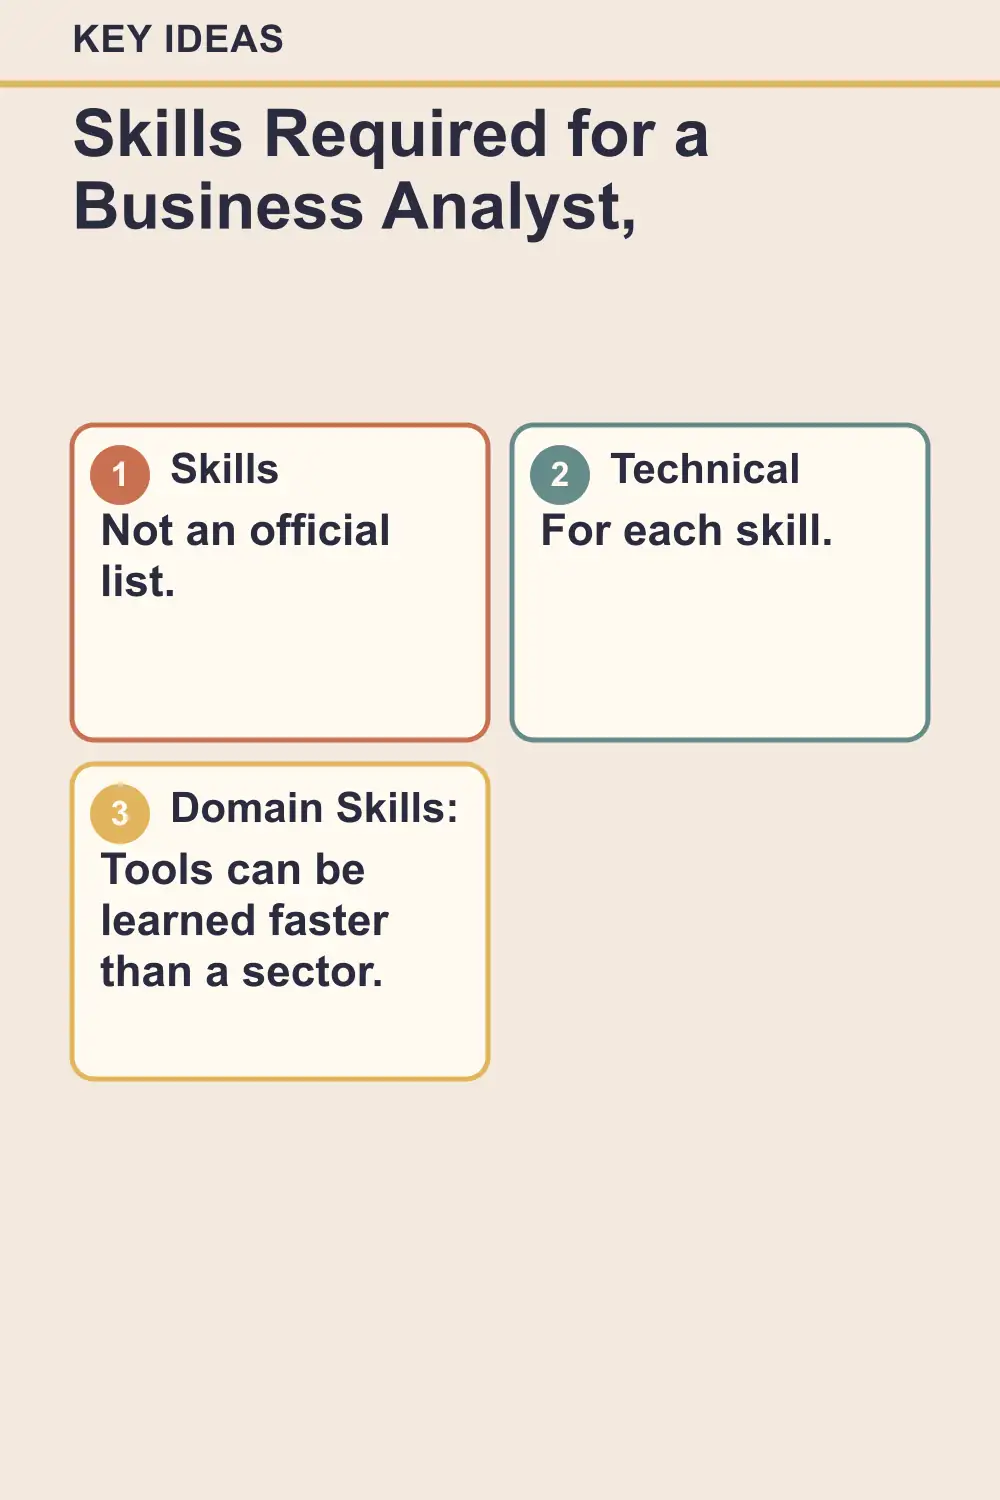 KEY IDEAS
Skills Required for a
Business Analyst,
1 Skills
Not an official
list.
2 Technical
For each skill.
3 Domain Skills:
Tools can be
learned faster
than a sector.